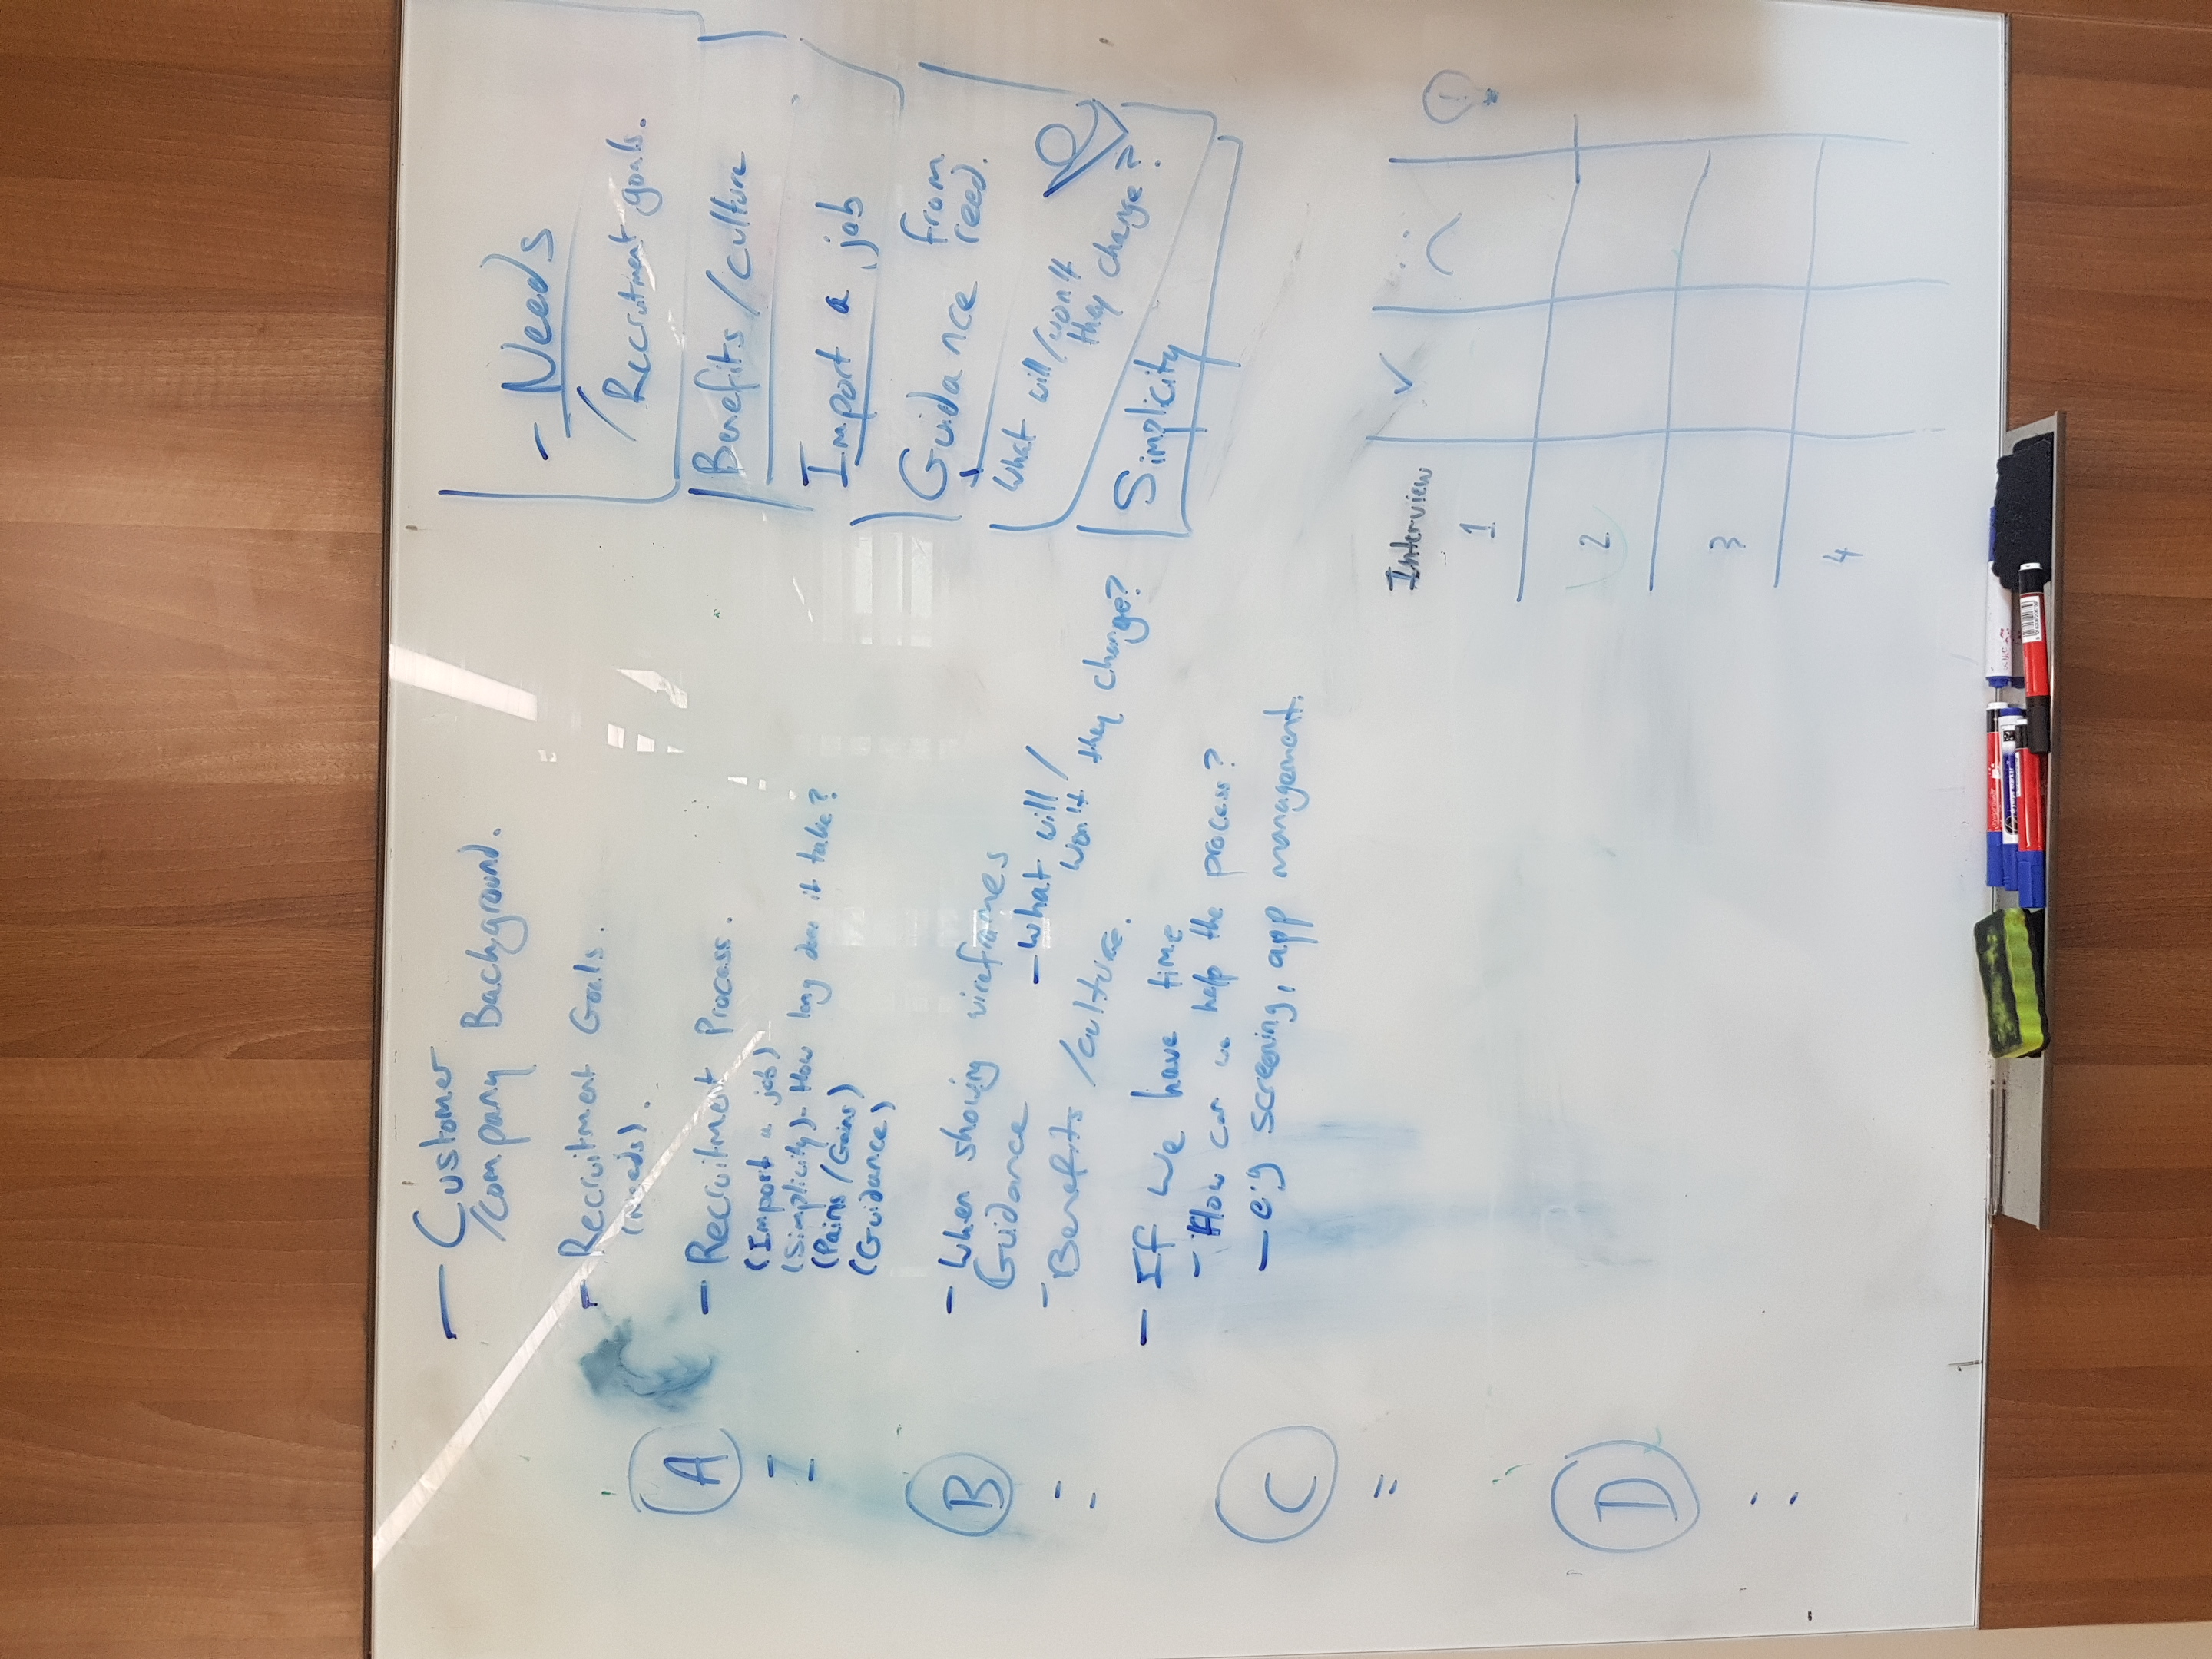 — Customer
/company Background.
- Recruitment Goals.
(Needs).
- Recruitment Process.
(Import a job)
(Simplicity)- How long does it take?
(Pains/Gains)
(Guidance)
- When showing wireframes
Guidance
- What will/
won't they change?
- Benefits /culture.
- If we have time
- How can we help the process?
- e.g screening, app management.
A
B
C
D
- Needs
/Recrutment goals.
Benefits/culture
Import a job
Guidance from
reed.
What will/won't
they change?
Simplicity
Interview ✓
1
2
3
4